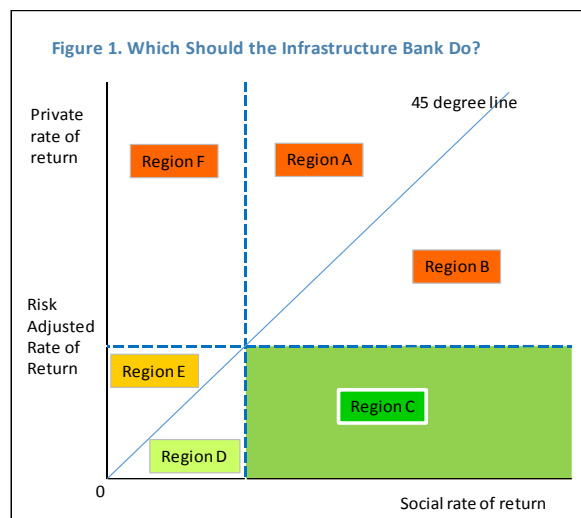 Figure 1. Which Should the Infrastructure Bank Do?
45 degree line
Private
rate of
return
Region F
Region A
Region B
Risk
Adjusted
Rate of
Return
Region E
Region C
Region D
0
Social rate of return